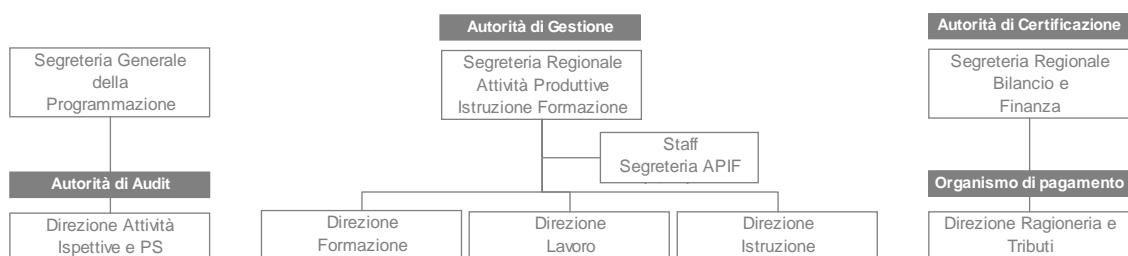 Segreteria Generale
della
Programmazione
Autorità di Audit
Direzione Attività
Ispettive e PS
Autorità di Gestione
Segreteria Regionale
Attività Produttive
Istruzione Formazione
Staff
Segreteria APIF
Direzione
Formazione
Direzione
Lavoro
Direzione
Istruzione
Autorità di Certificazione
Segreteria Regionale
Bilancio e
Finanza
Organismo di pagamento
Direzione Ragioneria e
Tributi